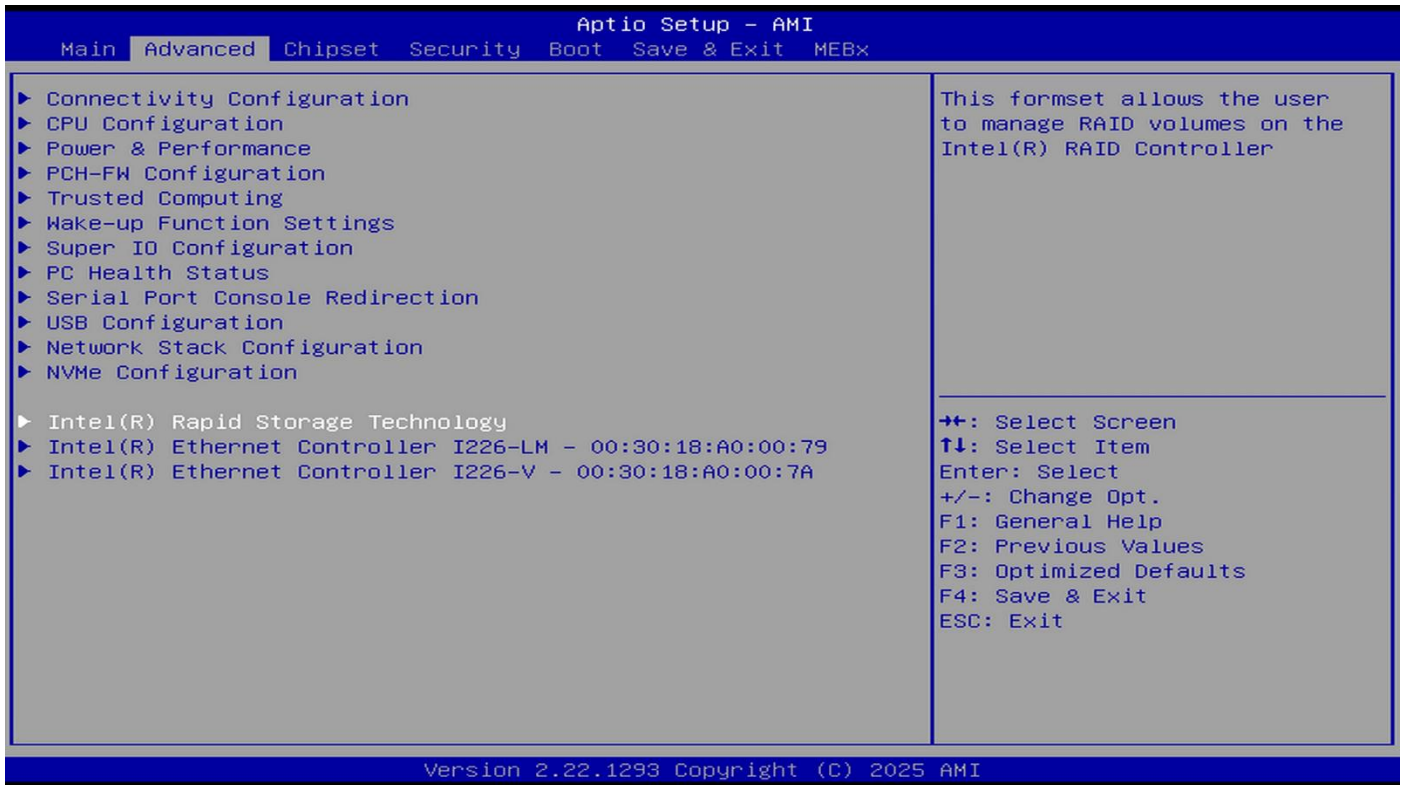 Aptio Setup – AMI
Main Advanced Chipset Security Boot Save & Exit MEBx
▶ Connectivity Configuration
▶ CPU Configuration
▶ Power & Performance
▶ PCH-FW Configuration
▶ Trusted Computing
▶ Wake-up Function Settings
▶ Super IO Configuration
▶ PC Health Status
▶ Serial Port Console Redirection
▶ USB Configuration
▶ Network Stack Configuration
▶ NVMe Configuration
▶ Intel(R) Rapid Storage Technology
▶ Intel(R) Ethernet Controller I226-LM - 00:30:18:A0:00:79
▶ Intel(R) Ethernet Controller I226-V - 00:30:18:A0:00:7A
This formset allows the user
to manage RAID volumes on the
Intel(R) RAID Controller
→←: Select Screen
↑↓: Select Item
Enter: Select
+/-: Change Opt.
F1: General Help
F2: Previous Values
F3: Optimized Defaults
F4: Save & Exit
ESC: Exit
Version 2.22.1293 Copyright (C) 2025 AMI